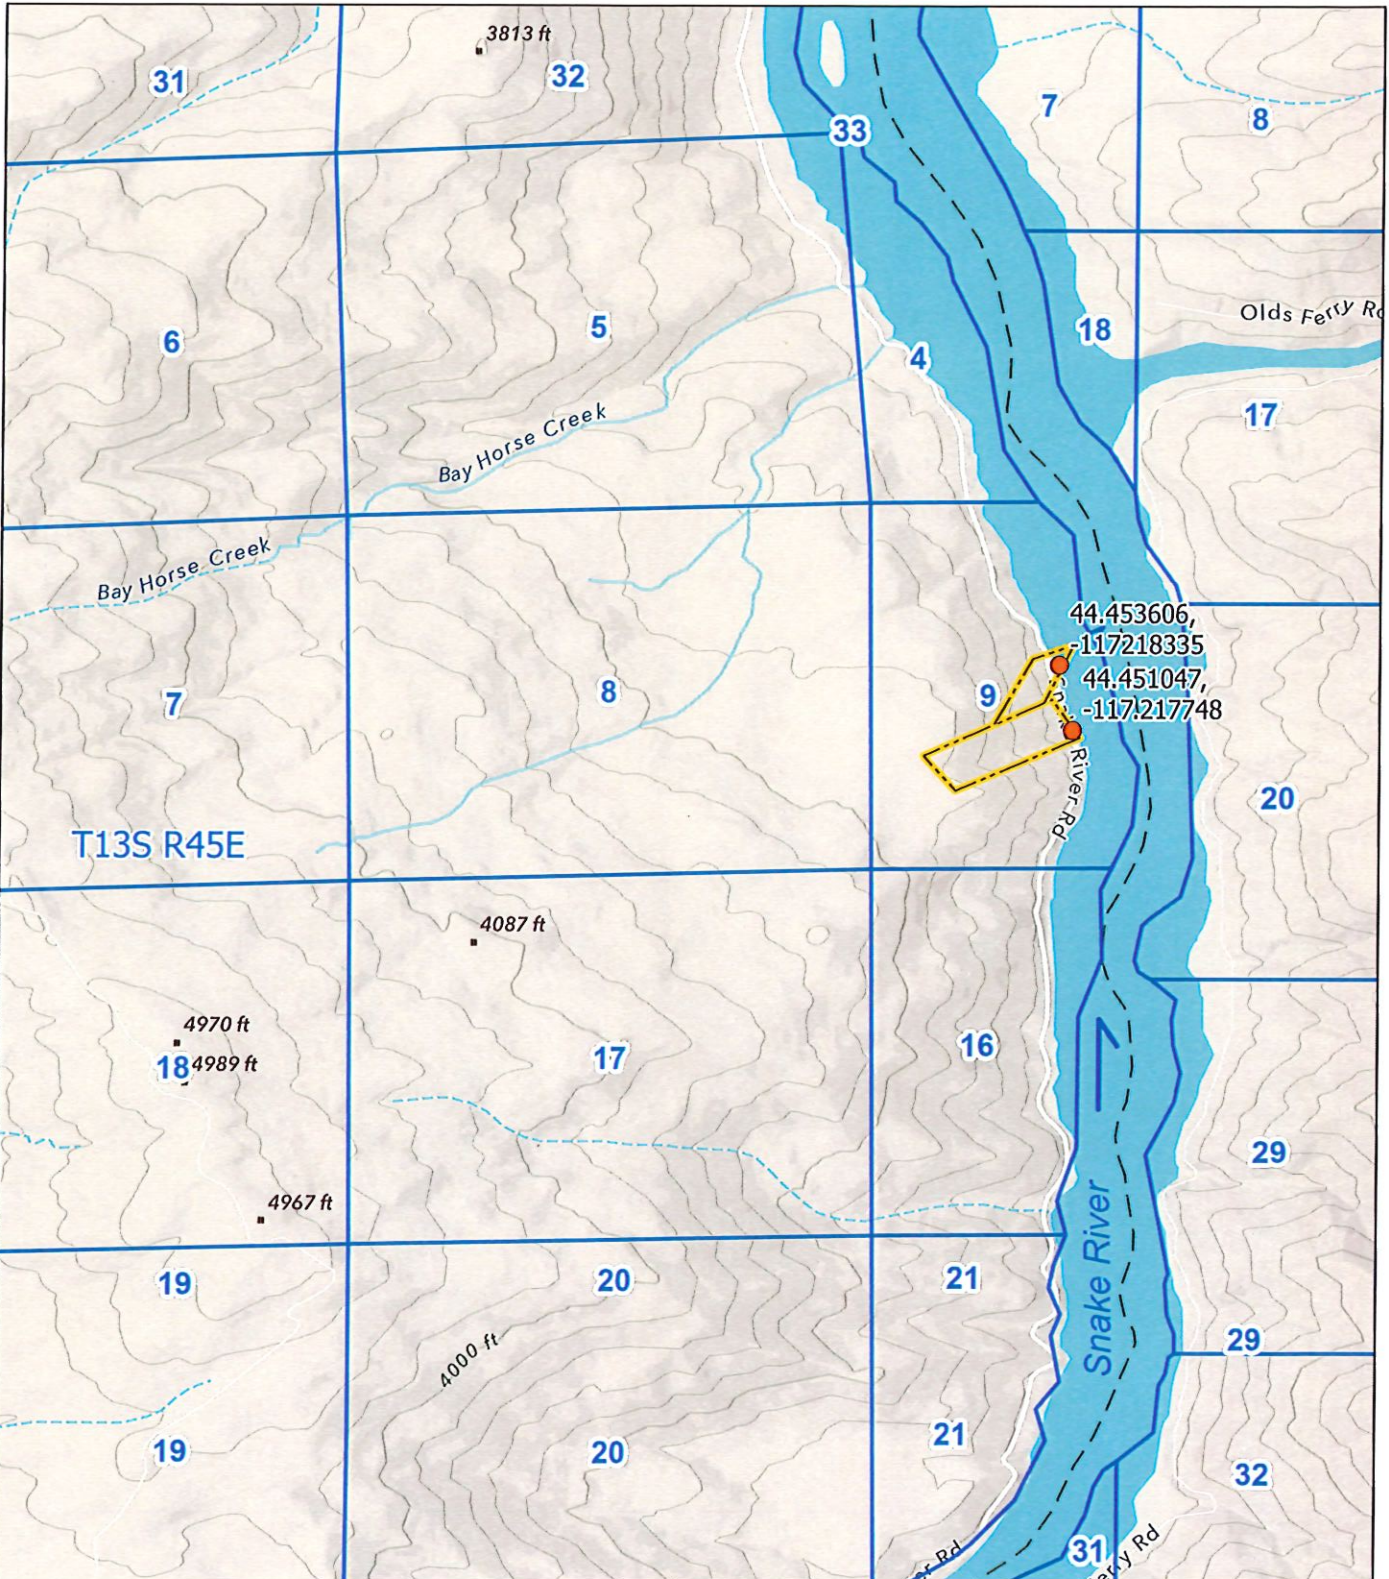 3813 ft
31
32
7
8
33
Olds Ferry Rd
6
5
18
4
17
Bay Horse Creek
Bay Horse Creek
44.453606,
-117218335
44.451047,
-117.217748
7
8
9
River Rd
20
T13S R45E
4087 ft
4970 ft
18
4989 ft
17
16
29
4967 ft
Snake River
19
20
21
29
4000 ft
19
20
21
32
31
Rd
Rd